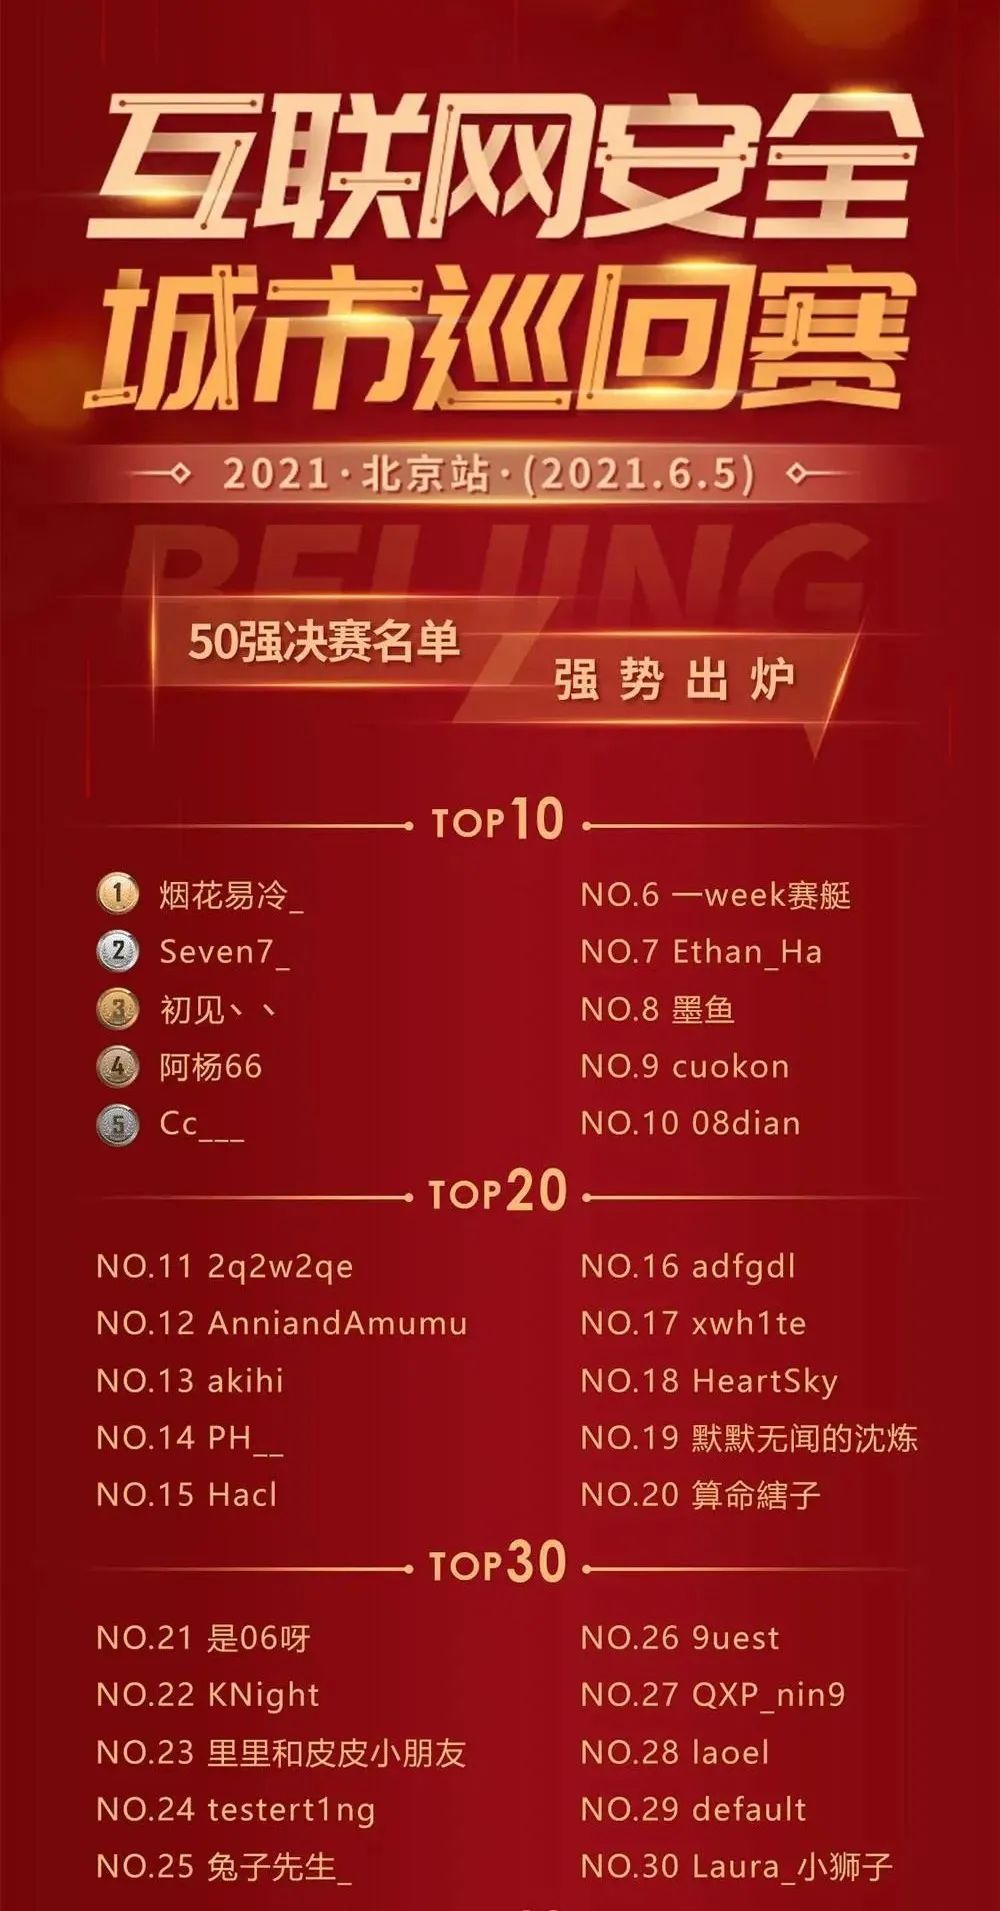 互联网安全
城市巡回赛
2021·北京站·(2021.6.5)
BEIJING
50强决赛名单
强势出炉
TOP10
1 烟花易冷_
2 Seven7_
3 初见丶丶
4 阿杨66
5 Cc___
NO.6 一week赛艇
NO.7 Ethan_Ha
NO.8 墨鱼
NO.9 cuokon
NO.10 08dian
TOP20
NO.11 2q2w2qe
NO.12 AnniandAmumu
NO.13 akihi
NO.14 PH__
NO.15 Hacl
NO.16 adfgdl
NO.17 xwh1te
NO.18 HeartSky
NO.19 默默无闻的沈炼
NO.20 算命瞎子
TOP30
NO.21 是06呀
NO.22 KNight
NO.23 里里和皮皮小朋友
NO.24 testert1ng
NO.25 兔子先生_
NO.26 9uest
NO.27 QXP_nin9
NO.28 laoel
NO.29 default
NO.30 Laura_小狮子